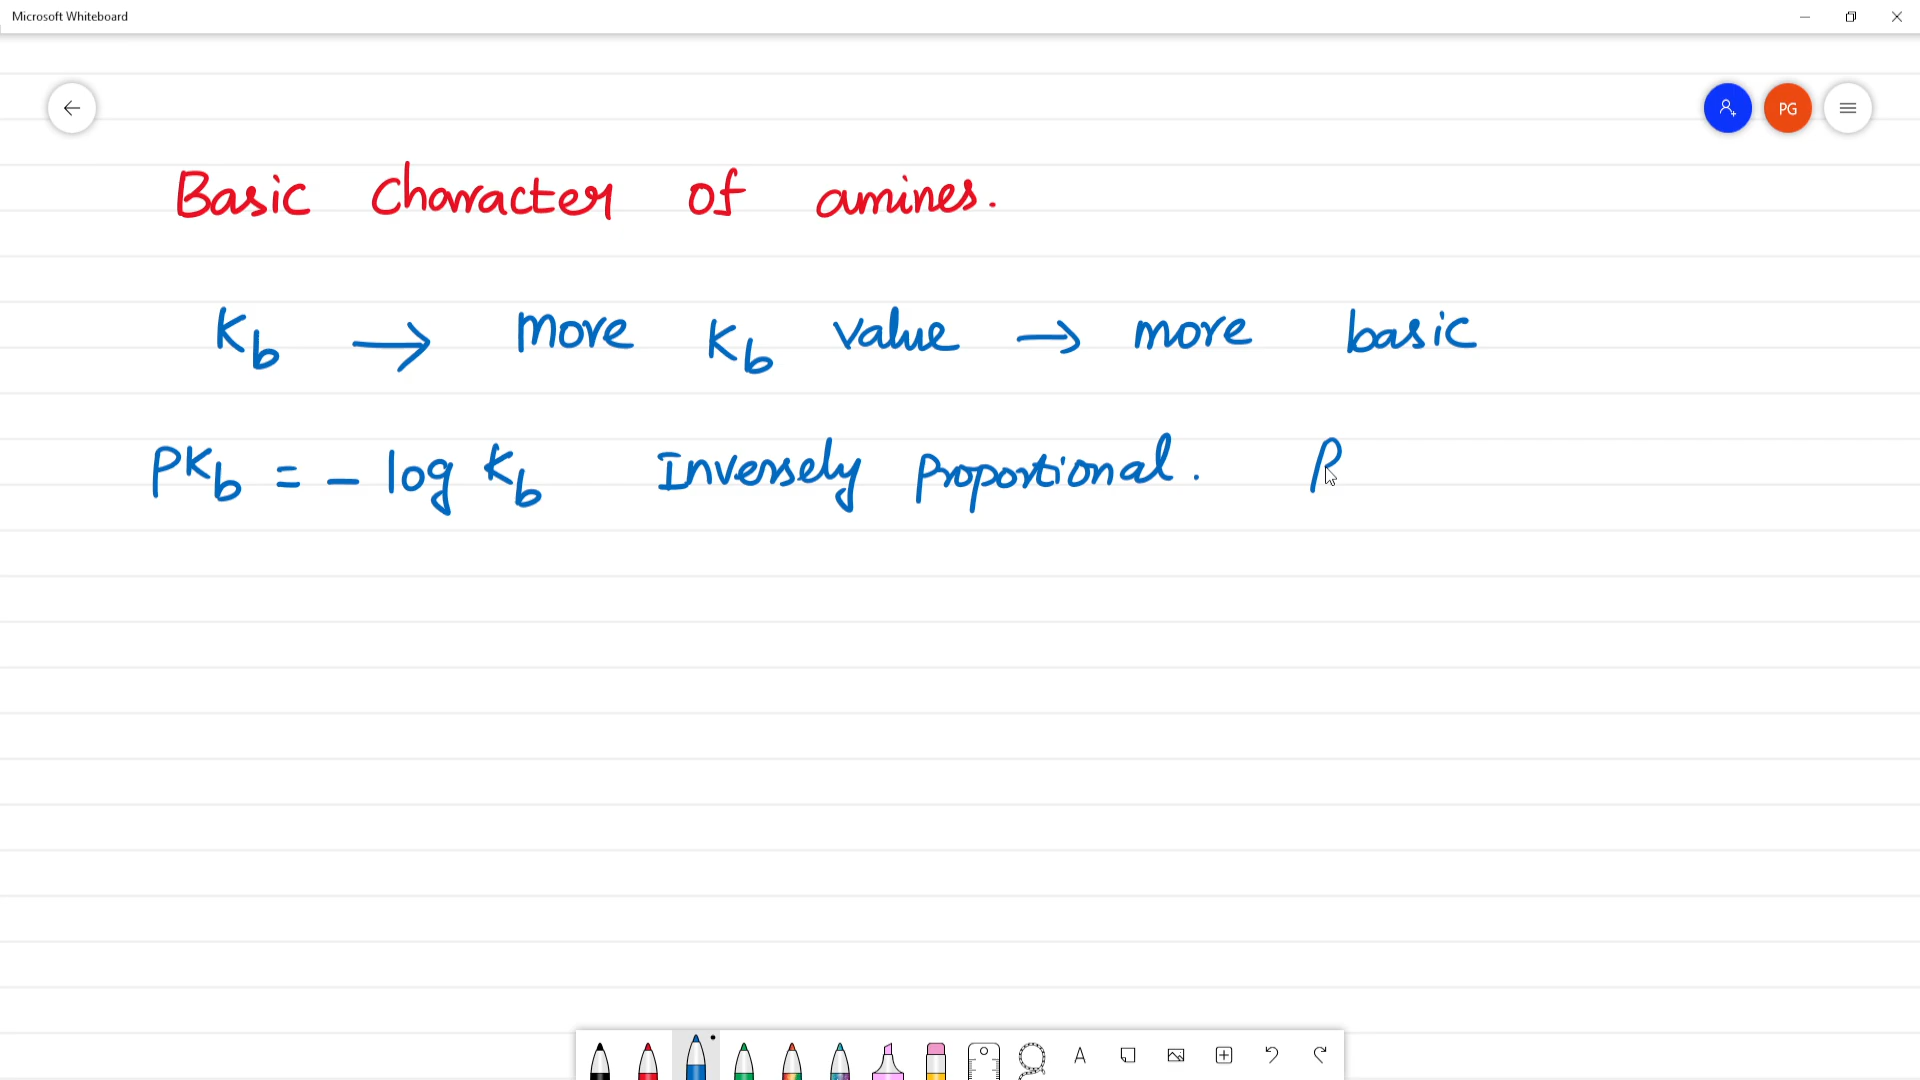 Microsoft Whiteboard
PG
Basic Character of amines.
Kb → more Kb value → more basic
PKb = - log Kb Inversely Proportional. P
A